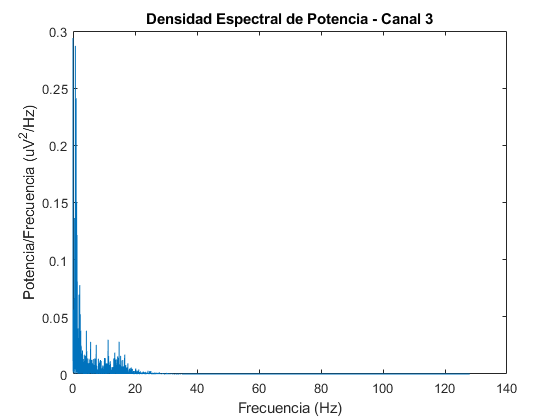 Densidad Espectral de Potencia - Canal 3
0.3
0.25
0.2
0.15
0.1
0.05
0
Potencia/Frecuencia (uV²/Hz)
0 20 40 60 80 100 120 140
Frecuencia (Hz)